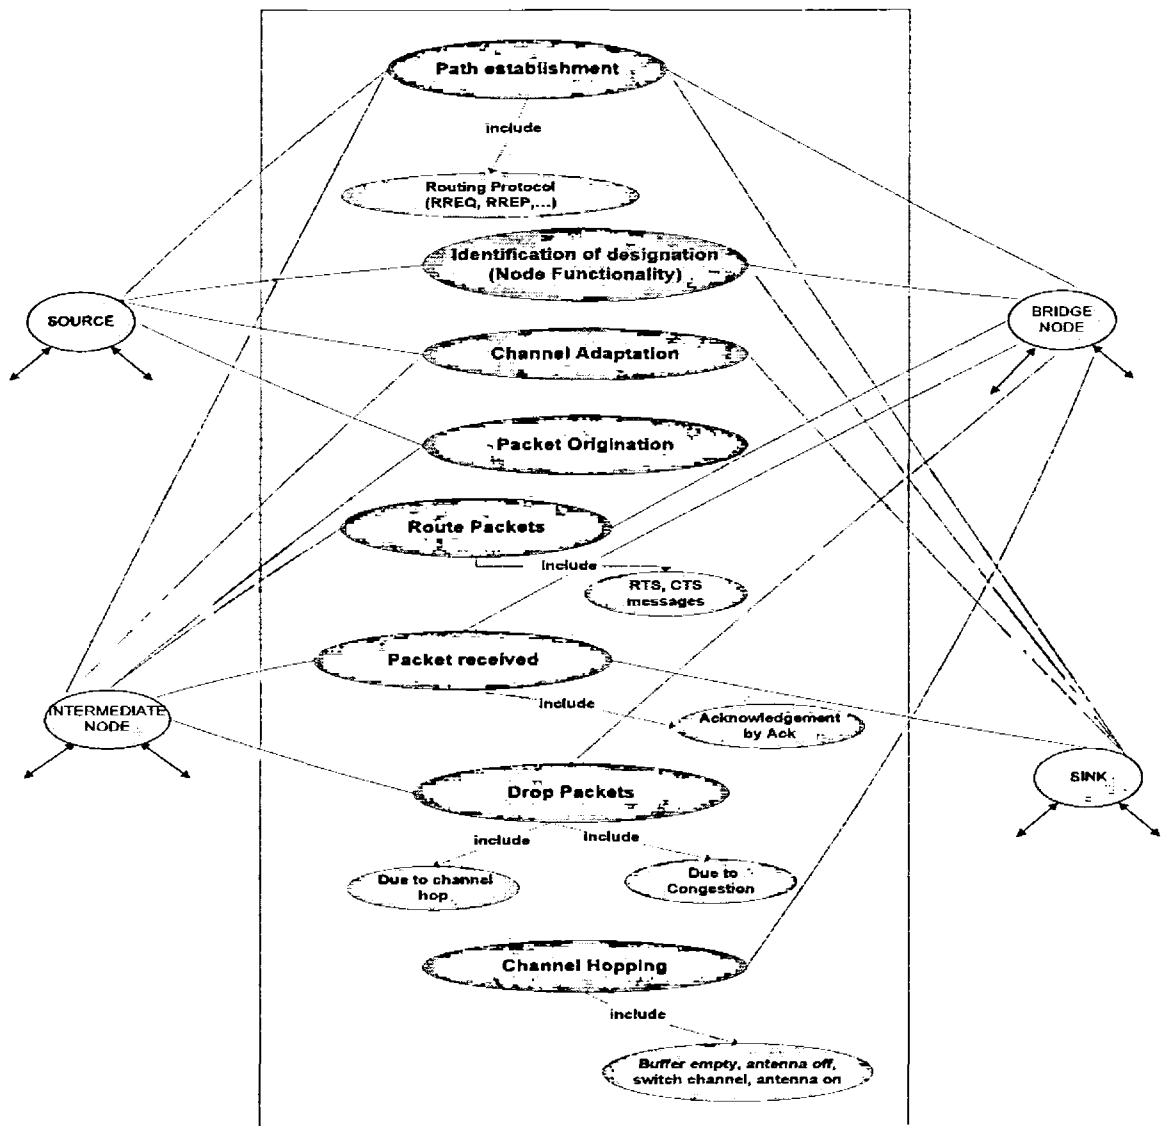 Path establishment
include
Routing Protocol
(RREQ, RREP,...)
Identification of designation
(Node Functionality)
SOURCE
BRIDGE
NODE
Channel Adaptation
Packet Origination
Route Packets
Include
RTS, CTS
messages
Packet received
Include
INTERMEDIATE
NODE
Acknowledgement
by Ack
Drop Packets
SINK
include
include
Due to channel
hop
Due to
Congestion
Channel Hopping
include
Buffer empty, antenna off,
switch channel, antenna on